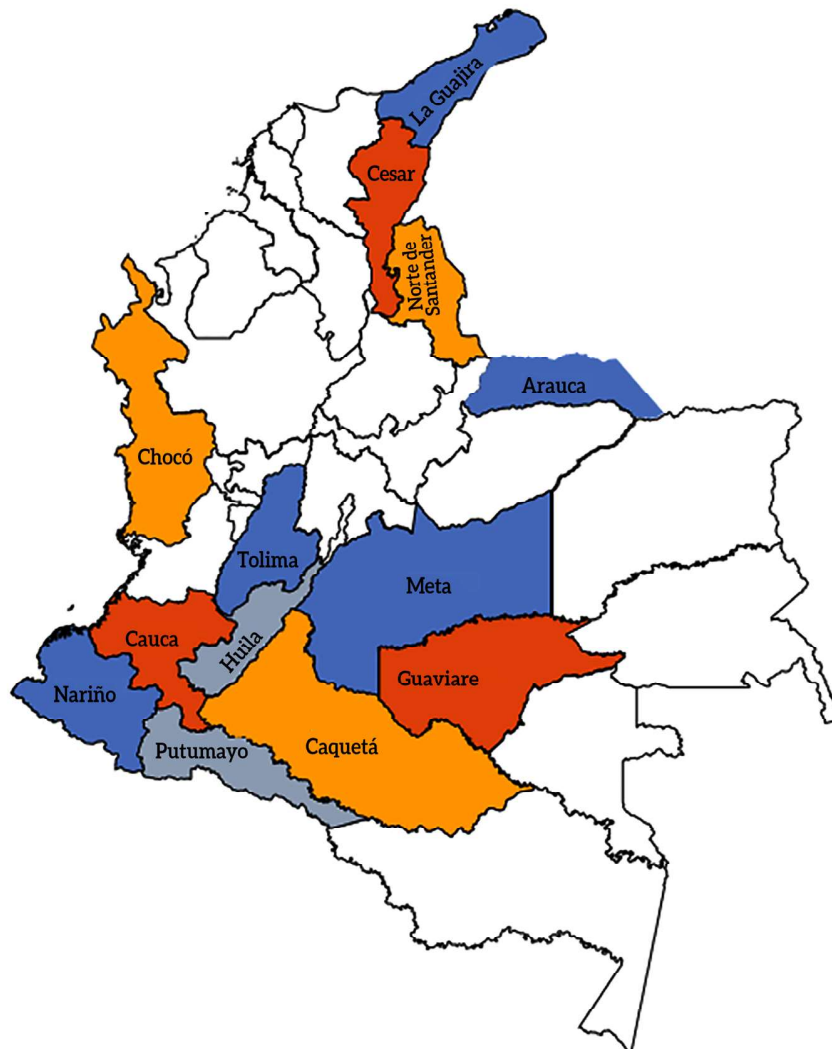 La Guajira
Cesar
Norte de
Santander
Arauca
Chocó
Tolima
Meta
Cauca
Huila
Guaviare
Nariño
Putumayo
Caquetá